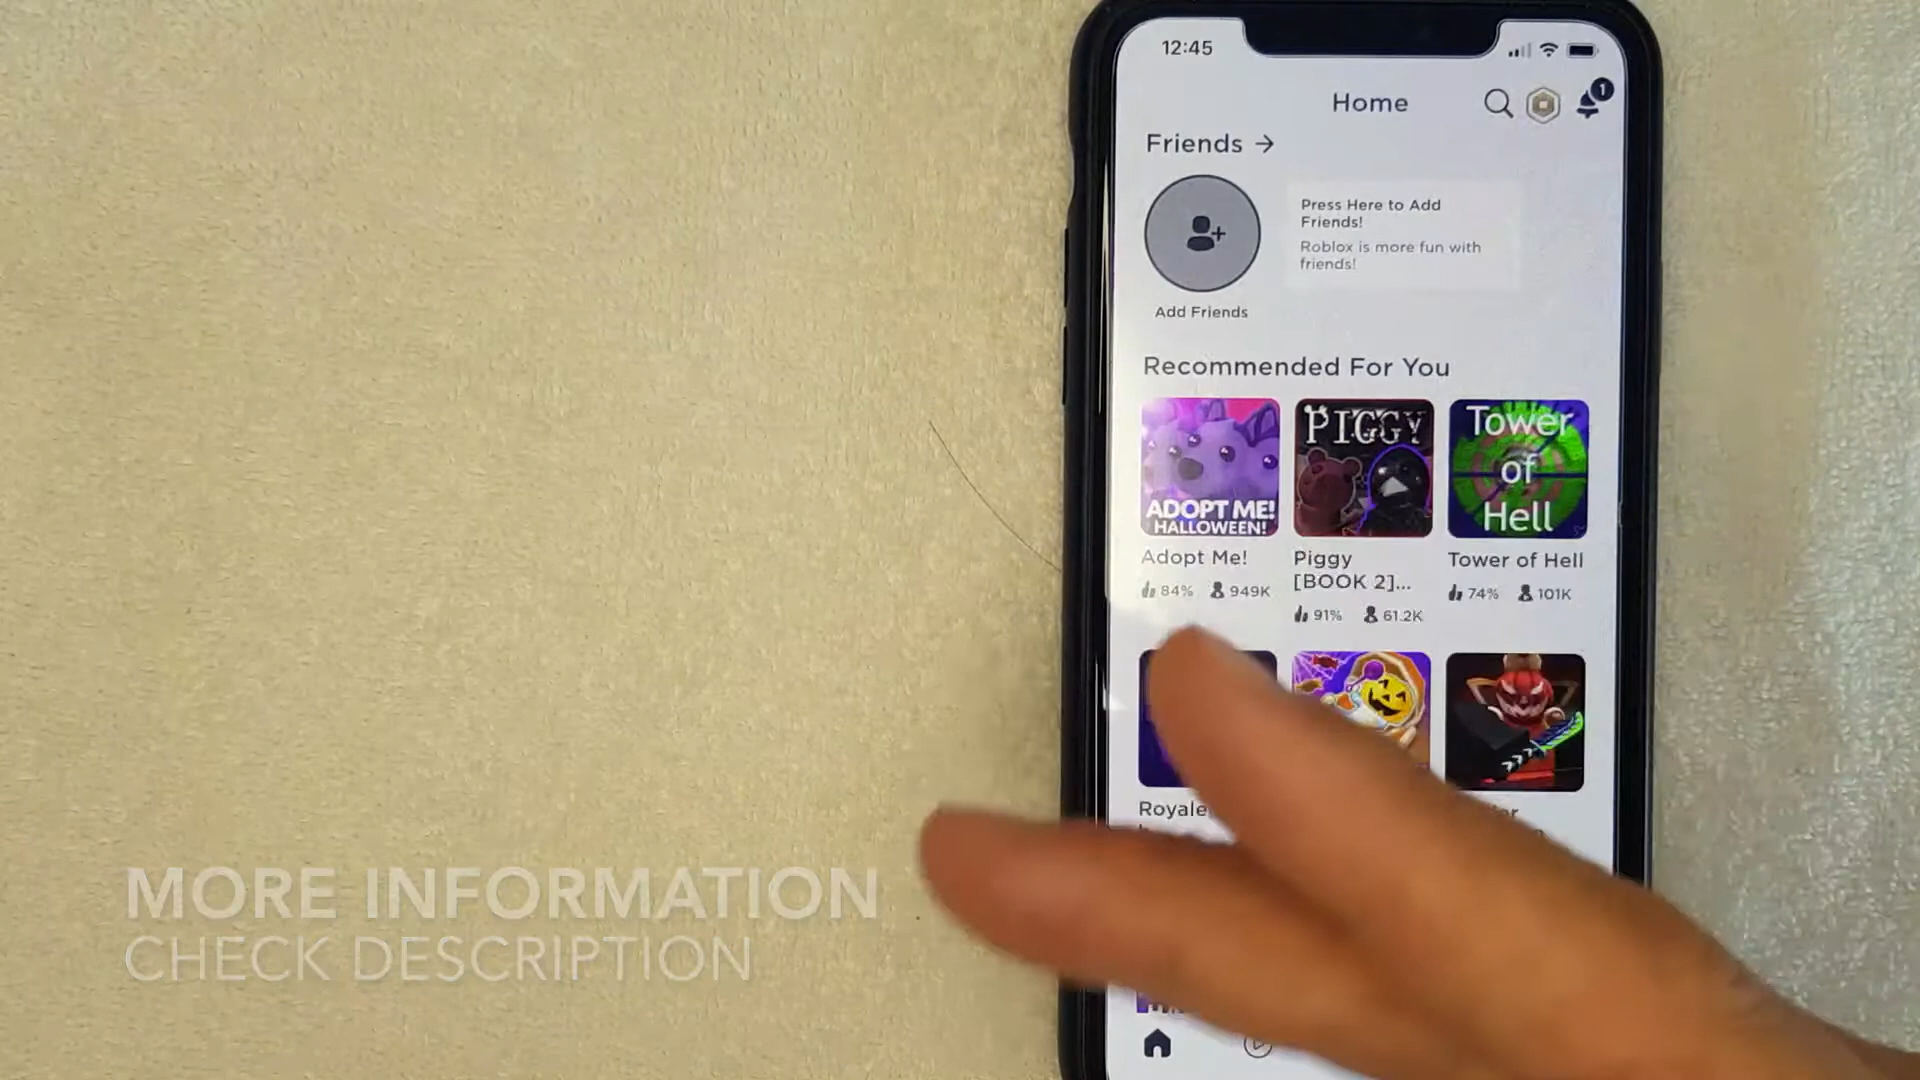 12:45
Home
1
Friends →
Press Here to Add
Friends!
Roblox is more fun with
friends!
Add Friends
Recommended For You
ADOPT ME!
HALLOWEEN!
PIGGY
Tower
of
Hell
Adopt Me!
84% 949K
Piggy
[BOOK 2]...
91% 61.2K
Tower of Hell
74% 101K
Royale
MORE INFORMATION
CHECK DESCRIPTION